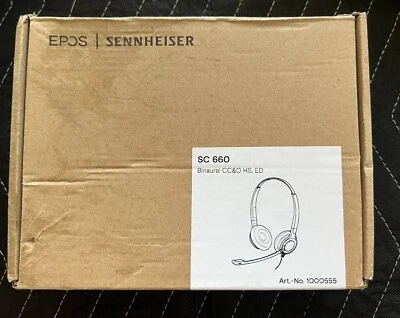 EPOS | SENNHEISER
SC 660
Binaural CC&O HS, ED
Art.-No. 1000555